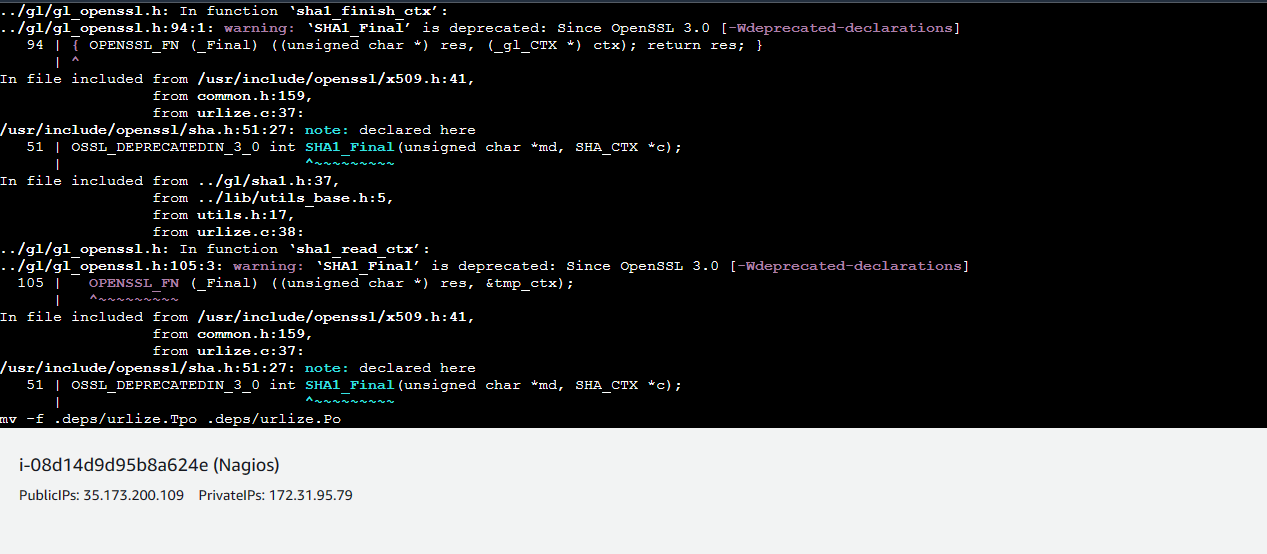 ../gl/gl_openssl.h: In function ‘sha1_finish_ctx’:
../gl/gl_openssl.h:94:1: warning: ‘SHA1_Final’ is deprecated: Since OpenSSL 3.0 [-Wdeprecated-declarations]
   94 | { OPENSSL_FN (_Final) ((unsigned char *) res, (_gl_CTX *) ctx); return res; }
      | ^
In file included from /usr/include/openssl/x509.h:41,
                 from common.h:159,
                 from urlize.c:37:
/usr/include/openssl/sha.h:51:27: note: declared here
   51 | OSSL_DEPRECATEDIN_3_0 int SHA1_Final(unsigned char *md, SHA_CTX *c);
      |                           ^~~~~~~~~~
In file included from ../gl/sha1.h:37,
                 from ../lib/utils_base.h:5,
                 from utils.h:17,
                 from urlize.c:38:
../gl/gl_openssl.h: In function ‘sha1_read_ctx’:
../gl/gl_openssl.h:105:3: warning: ‘SHA1_Final’ is deprecated: Since OpenSSL 3.0 [-Wdeprecated-declarations]
  105 |   OPENSSL_FN (_Final) ((unsigned char *) res, &tmp_ctx);
      |   ^~~~~~~~~~
In file included from /usr/include/openssl/x509.h:41,
                 from common.h:159,
                 from urlize.c:37:
/usr/include/openssl/sha.h:51:27: note: declared here
   51 | OSSL_DEPRECATEDIN_3_0 int SHA1_Final(unsigned char *md, SHA_CTX *c);
      |                           ^~~~~~~~~~
mv -f .deps/urlize.Tpo .deps/urlize.Po
i-08d14d9d95b8a624e (Nagios)
PublicIPs: 35.173.200.109 PrivateIPs: 172.31.95.79